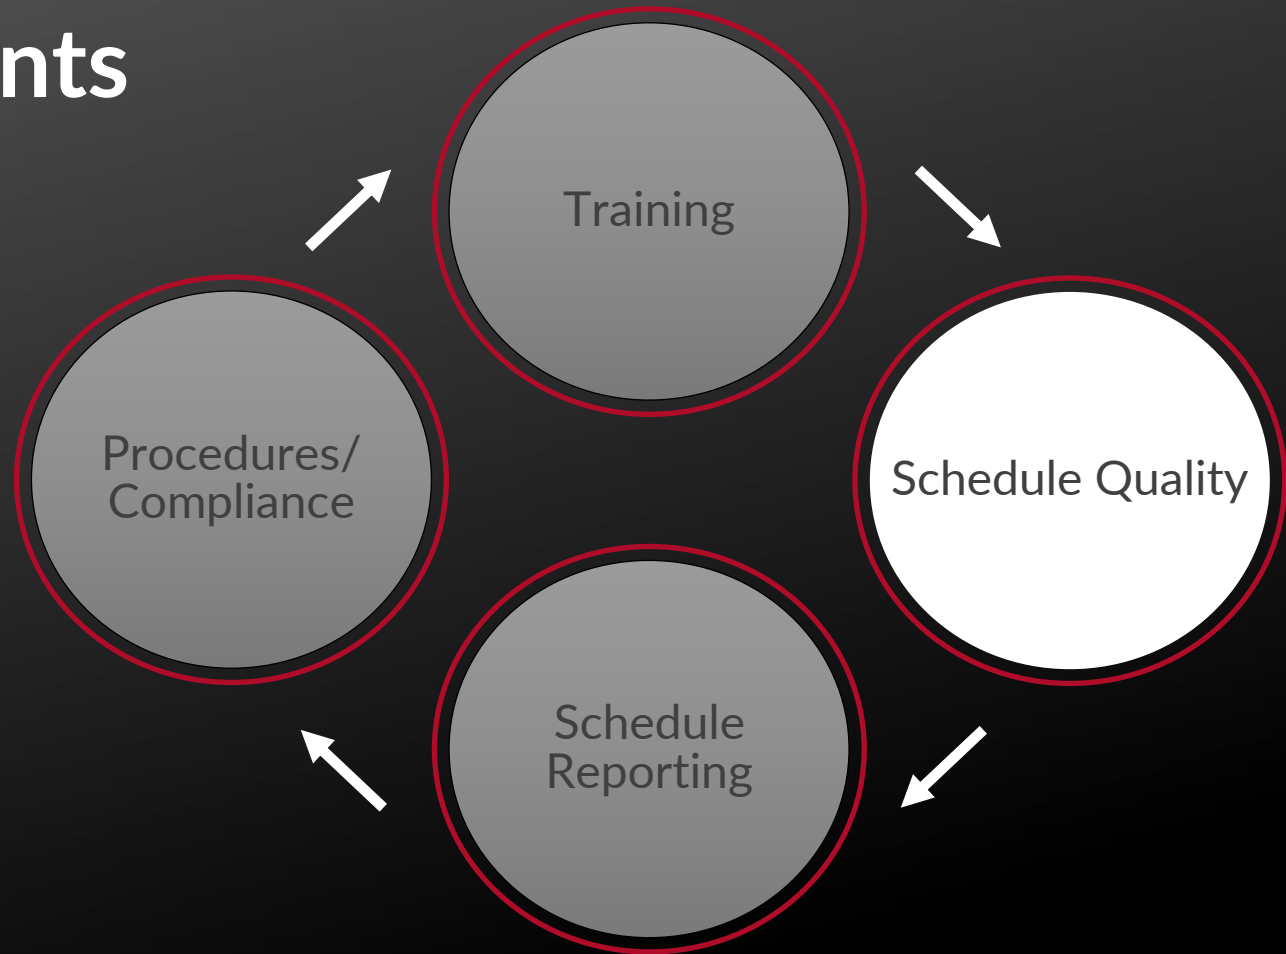 nts
Training
Procedures/
Compliance
Schedule Quality
Schedule
Reporting